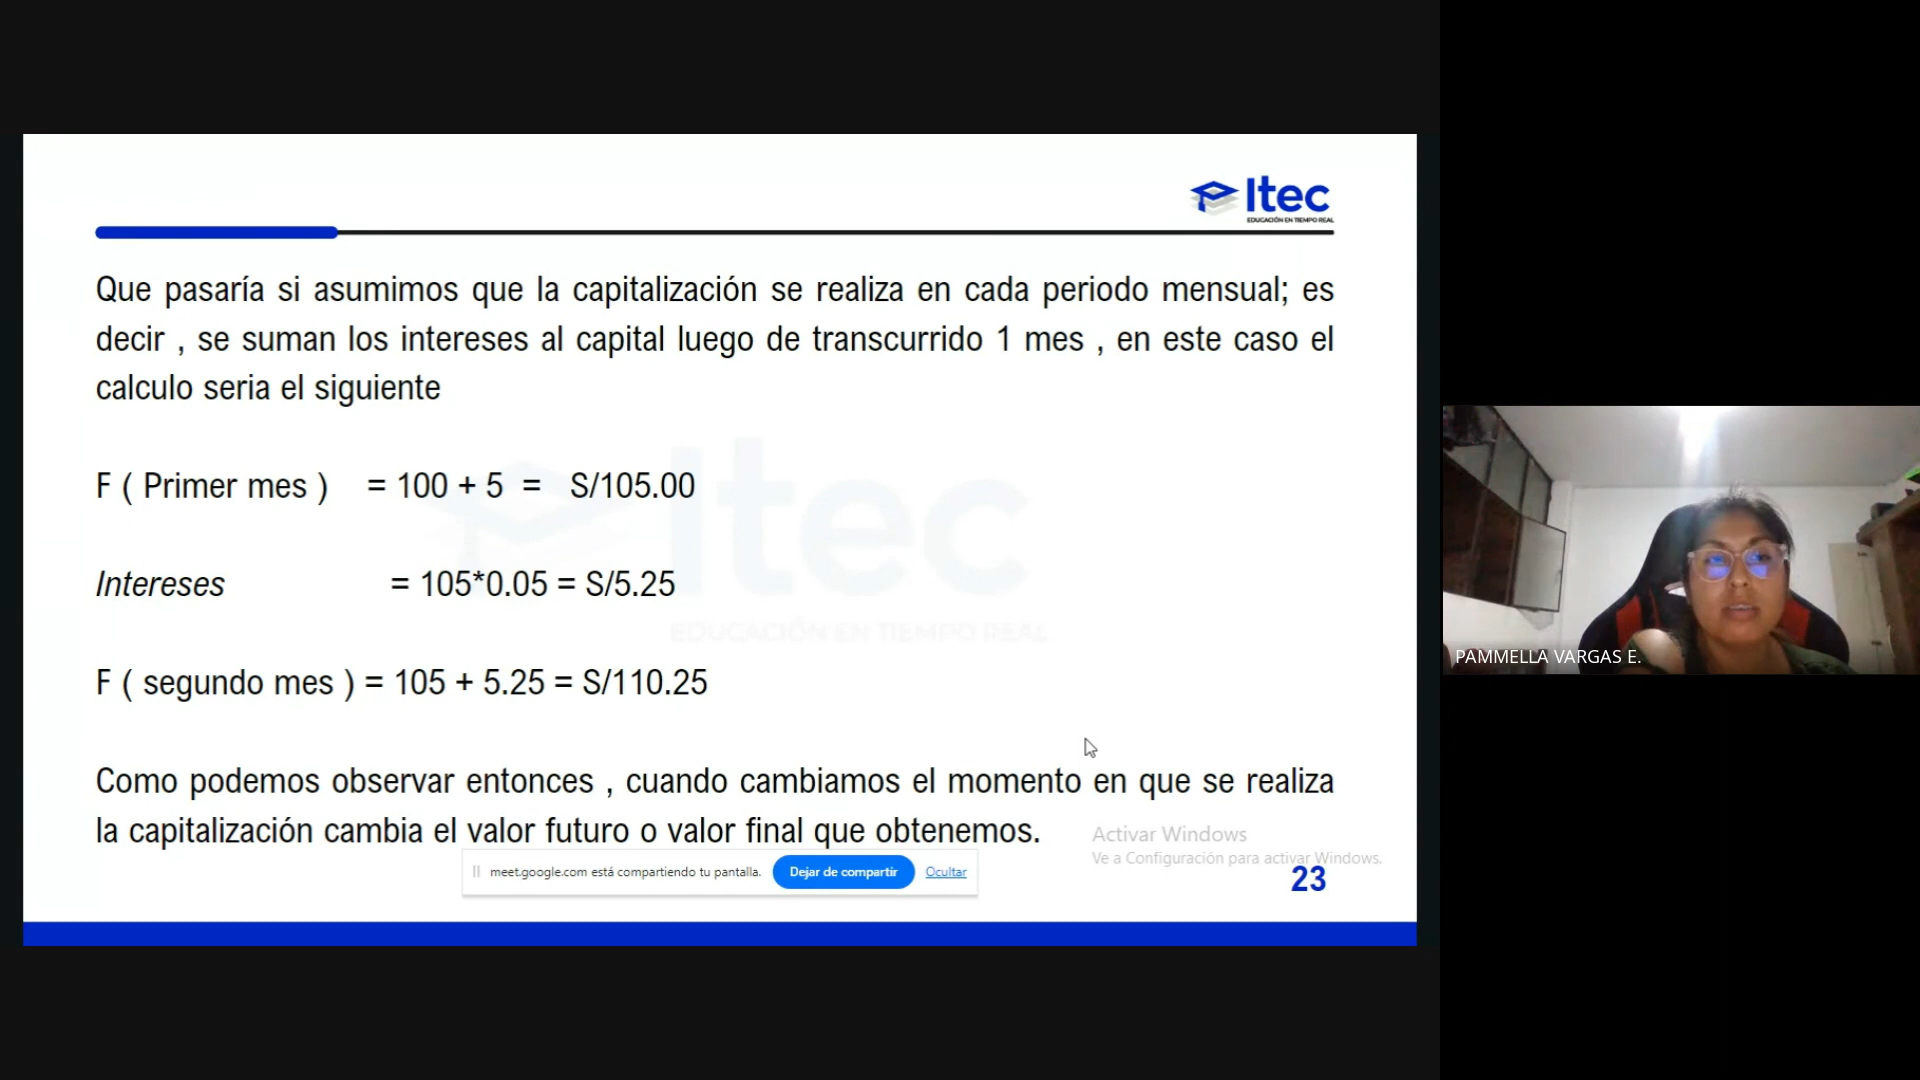 Itec
EDUCACIÓN EN TIEMPO REAL
Que pasaría si asumimos que la capitalización se realiza en cada periodo mensual; es
decir , se suman los intereses al capital luego de transcurrido 1 mes , en este caso el
calculo seria el siguiente
F ( Primer mes ) = 100 + 5 = S/105.00
Intereses = 105*0.05 = S/5.25
Itec
EDUCACIÓN EN TIEMPO REAL
F ( segundo mes ) = 105 + 5.25 = S/110.25
Como podemos observar entonces , cuando cambiamos el momento en que se realiza
la capitalización cambia el valor futuro o valor final que obtenemos.
Activar Windows
Ve a Configuración para activar Windows.
meet.google.com está compartiendo tu pantalla. Dejar de compartir Ocultar
23
PAMMELLA VARGAS E.